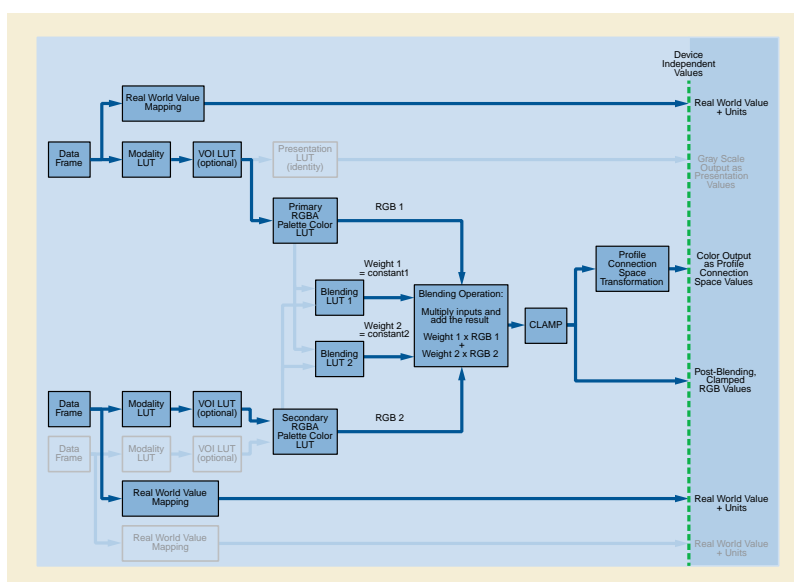 Device
Independent
Values
Real World Value
Mapping
Real World Value
+ Units
Data
Frame
Modality
LUT
VOI LUT
(optional)
Presentation
LUT
(identity)
Gray Scale
Output as
Presentation
Values
Primary
RGBA
Palette Color
LUT
RGB 1
Profile
Connection
Space
Transformation
Color Output
as Profile
Connection
Space Values
Weight 1
= constant1
Blending
LUT 1
Blending Operation:
Multiply inputs and
add the result
Weight 1 x RGB 1
+
Weight 2 x RGB 2
CLAMP
Weight 2
= constant2
Blending
LUT 2
Post-Blending,
Clamped
RGB Values
Data
Frame
Modality
LUT
VOI LUT
(optional)
Secondary
RGBA
Palette Color
LUT
RGB 2
Data
Frame
Modality
LUT
VOI LUT
(optional)
Real World Value
Mapping
Real World Value
+ Units
Real World Value
Mapping
Real World Value
+ Units